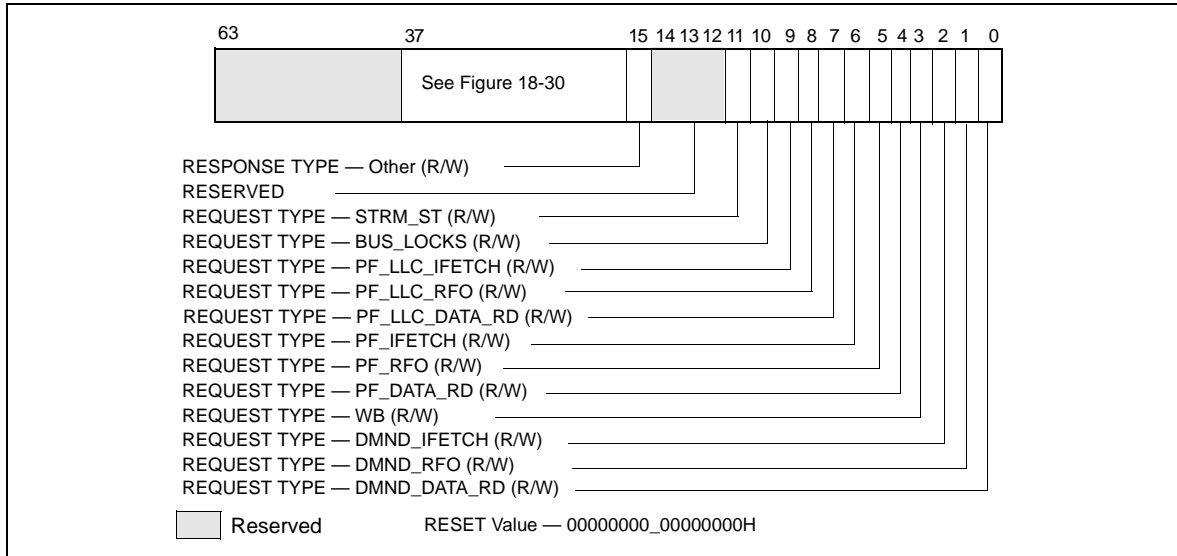 63 37 15 14 13 12 11 10 9 8 7 6 5 4 3 2 1 0
See Figure 18-30
RESPONSE TYPE — Other (R/W)
RESERVED
REQUEST TYPE — STRM_ST (R/W)
REQUEST TYPE — BUS_LOCKS (R/W)
REQUEST TYPE — PF_LLC_IFETCH (R/W)
REQUEST TYPE — PF_LLC_RFO (R/W)
REQUEST TYPE — PF_LLC_DATA_RD (R/W)
REQUEST TYPE — PF_IFETCH (R/W)
REQUEST TYPE — PF_RFO (R/W)
REQUEST TYPE — PF_DATA_RD (R/W)
REQUEST TYPE — WB (R/W)
REQUEST TYPE — DMND_IFETCH (R/W)
REQUEST TYPE — DMND_RFO (R/W)
REQUEST TYPE — DMND_DATA_RD (R/W)
Reserved RESET Value — 00000000_00000000H